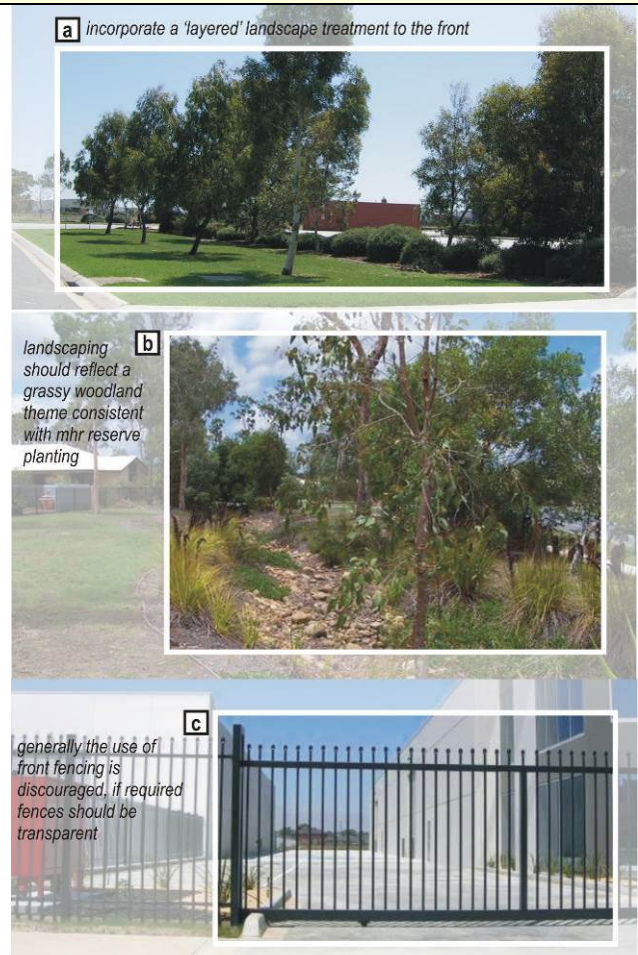 a incorporate a ‘layered’ landscape treatment to the front
b
landscaping
should reflect a
grassy woodland
theme consistent
with mhr reserve
planting
c
generally the use of
front fencing is
discouraged, if required
fences should be
transparent